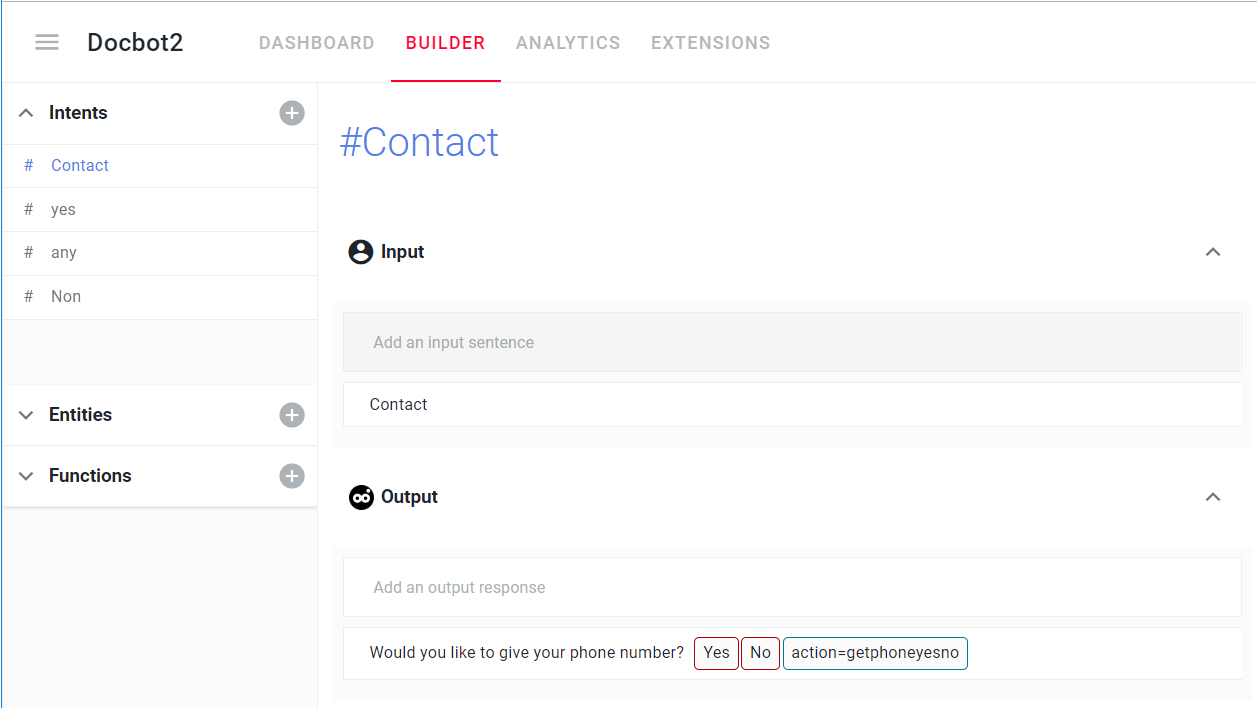 Docbot2 DASHBOARD BUILDER ANALYTICS EXTENSIONS
Intents
# Contact
# yes
# any
# Non
Entities
Functions
#Contact
Input
Add an input sentence
Contact
Output
Add an output response
Would you like to give your phone number? Yes No action=getphoneyesno